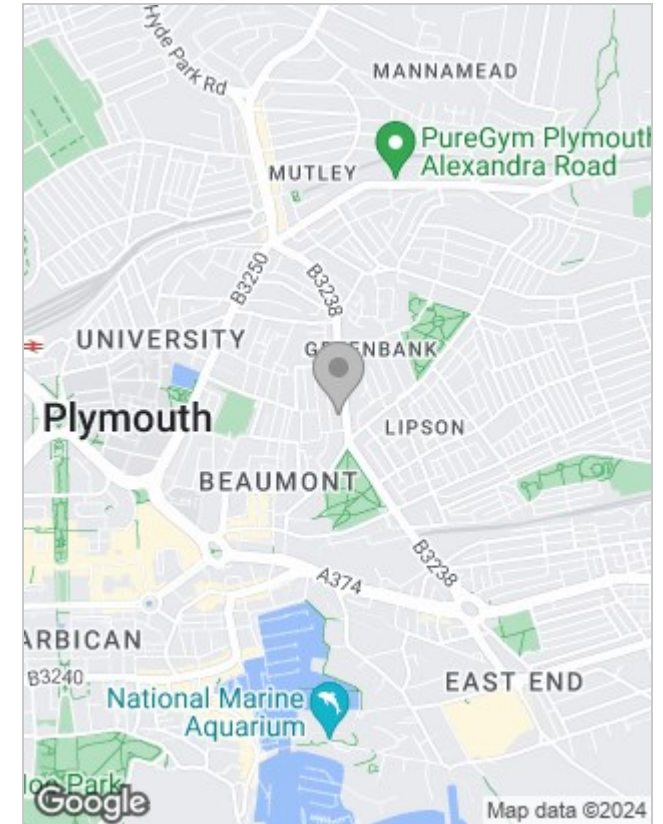 Hyde Park Rd
MANNAMEAD
PureGym Plymouth
Alexandra Road
MUTLEY
B3250
B3238
UNIVERSITY
Plymouth
LIPSON
BEAUMONT
B3238
A374
ARBICAN
B3240
EAST END
National Marine
Aquarium
Park
Google
Map data ©2024